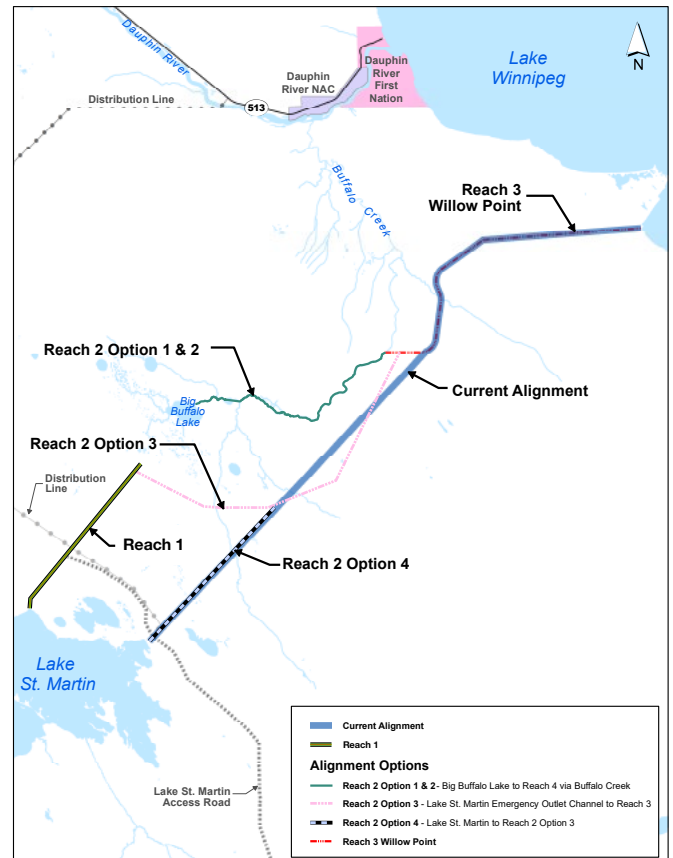 Dauphin River
Lake
Winnipeg
N
Dauphin
River NAC
Dauphin
River
First
Nation
Distribution Line
513
Buffalo Creek
Reach 3
Willow Point
Reach 2 Option 1 & 2
Current Alignment
Big
Buffalo
Lake
Reach 2 Option 3
Distribution
Line
Reach 1
Reach 2 Option 4
Lake
St. Martin
Lake St. Martin
Access Road
Current Alignment
Reach 1
Alignment Options
Reach 2 Option 1 & 2- Big Buffalo Lake to Reach 4 via Buffalo Creek
Reach 2 Option 3 - Lake St. Martin Emergency Outlet Channel to Reach 3
Reach 2 Option 4 - Lake St. Martin to Reach 2 Option 3
Reach 3 Willow Point